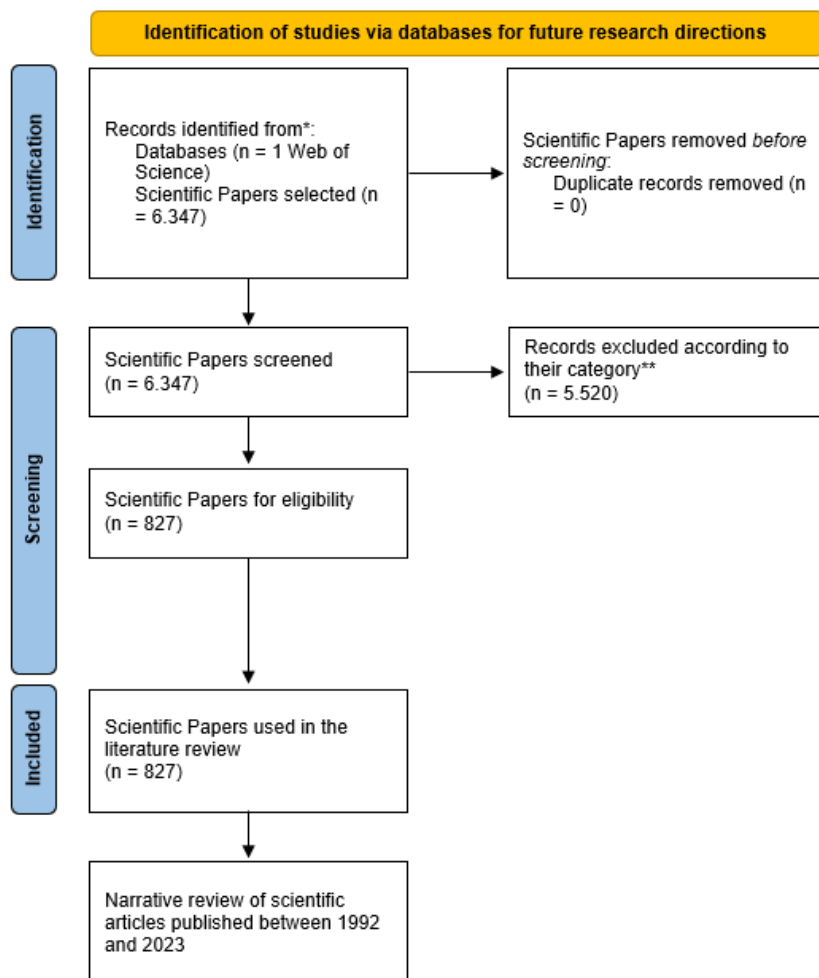 Identification of studies via databases for future research directions
Identification
Records identified from*:
Databases (n = 1 Web of
Science)
Scientific Papers selected (n
= 6.347)
Scientific Papers removed before
screening:
Duplicate records removed (n
= 0)
Screening
Scientific Papers screened
(n = 6.347)
Records excluded according to
their category**
(n = 5.520)
Scientific Papers for eligibility
(n = 827)
Included
Scientific Papers used in the
literature review
(n = 827)
Narrative review of scientific
articles published between 1992
and 2023